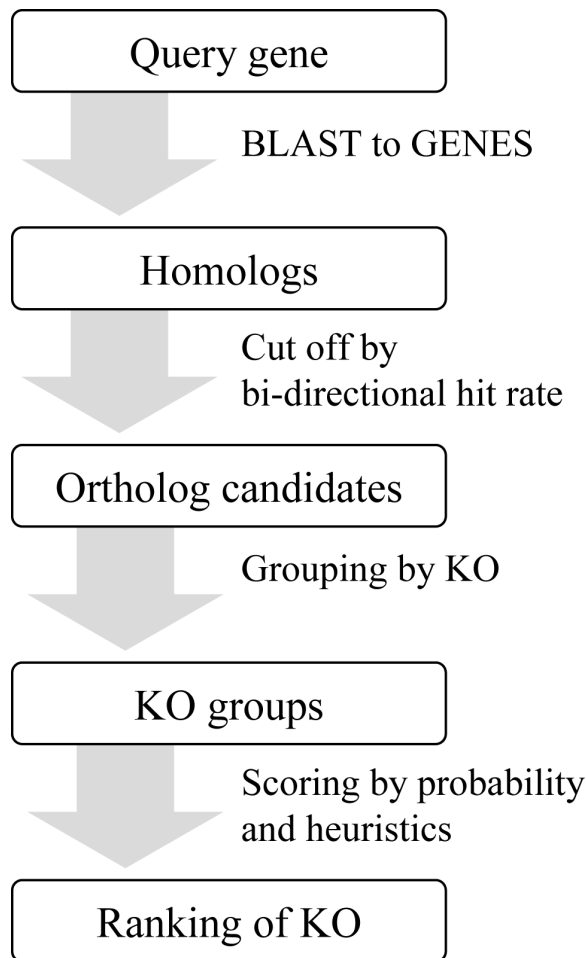 Query gene
BLAST to GENES
Homologs
Cut off by
bi-directional hit rate
Ortholog candidates
Grouping by KO
KO groups
Scoring by probability
and heuristics
Ranking of KO